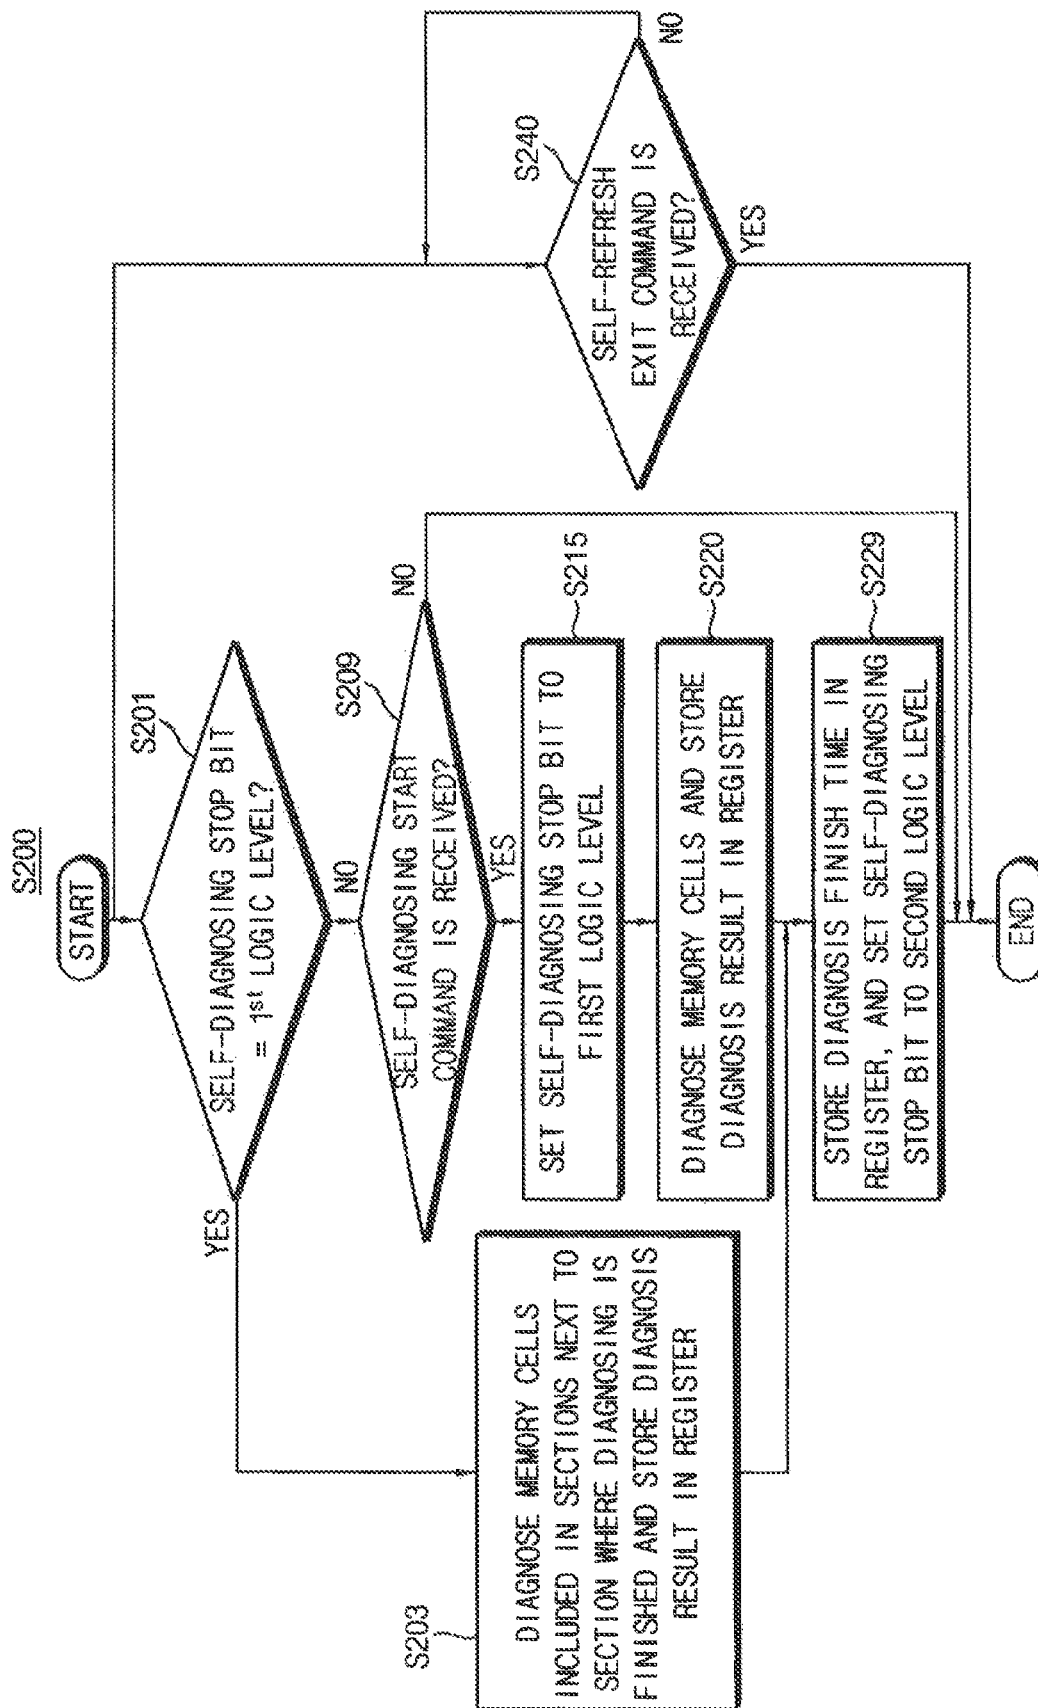 S200
START
S201
SELF-DIAGNOSING STOP BIT
= 1st LOGIC LEVEL?
YES
NO
S203
DIAGNOSE MEMORY CELLS
INCLUDED IN SECTIONS NEXT TO
SECTION WHERE DIAGNOSING IS
FINISHED AND STORE DIAGNOSIS
RESULT IN REGISTER
S209
SELF-DIAGNOSING START
COMMAND IS RECEIVED?
NO
YES
S215
SET SELF-DIAGNOSING STOP BIT TO
FIRST LOGIC LEVEL
S220
DIAGNOSE MEMORY CELLS AND STORE
DIAGNOSIS RESULT IN REGISTER
S229
STORE DIAGNOSIS FINISH TIME IN
REGISTER, AND SET SELF-DIAGNOSING
STOP BIT TO SECOND LOGIC LEVEL
S240
SELF-REFRESH
EXIT COMMAND IS
RECEIVED?
NO
YES
END